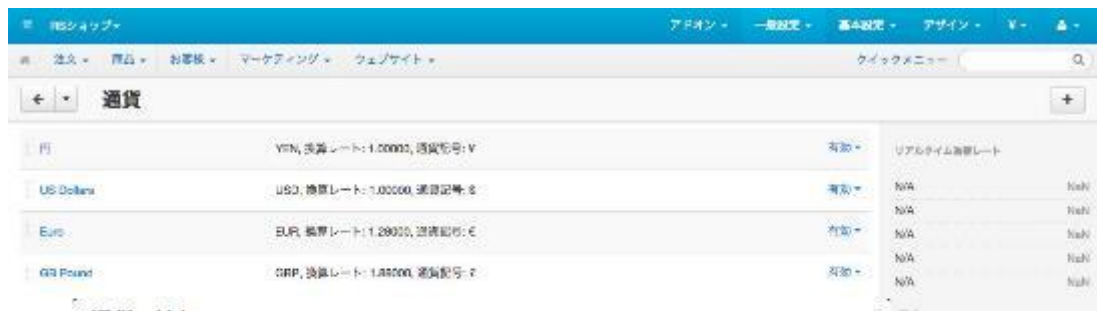 RSショップ
アドオン 一般設定 基本設定 デザイン ¥
注文 商品 お客様 マーケティング ウェブサイト クイックメニュー
通貨
円 YEN, 換算レート: 1.00000, 通貨記号: ¥ 有効
US Dollars USD, 換算レート: 1.00000, 通貨記号: $ 有効
Euro EUR, 換算レート: 1.28000, 通貨記号: € 有効
GB Pound GBP, 換算レート: 1.88000, 通貨記号: £ 有効
リアルタイム為替レート
N/A NaN
N/A NaN
N/A NaN
N/A NaN
N/A NaN